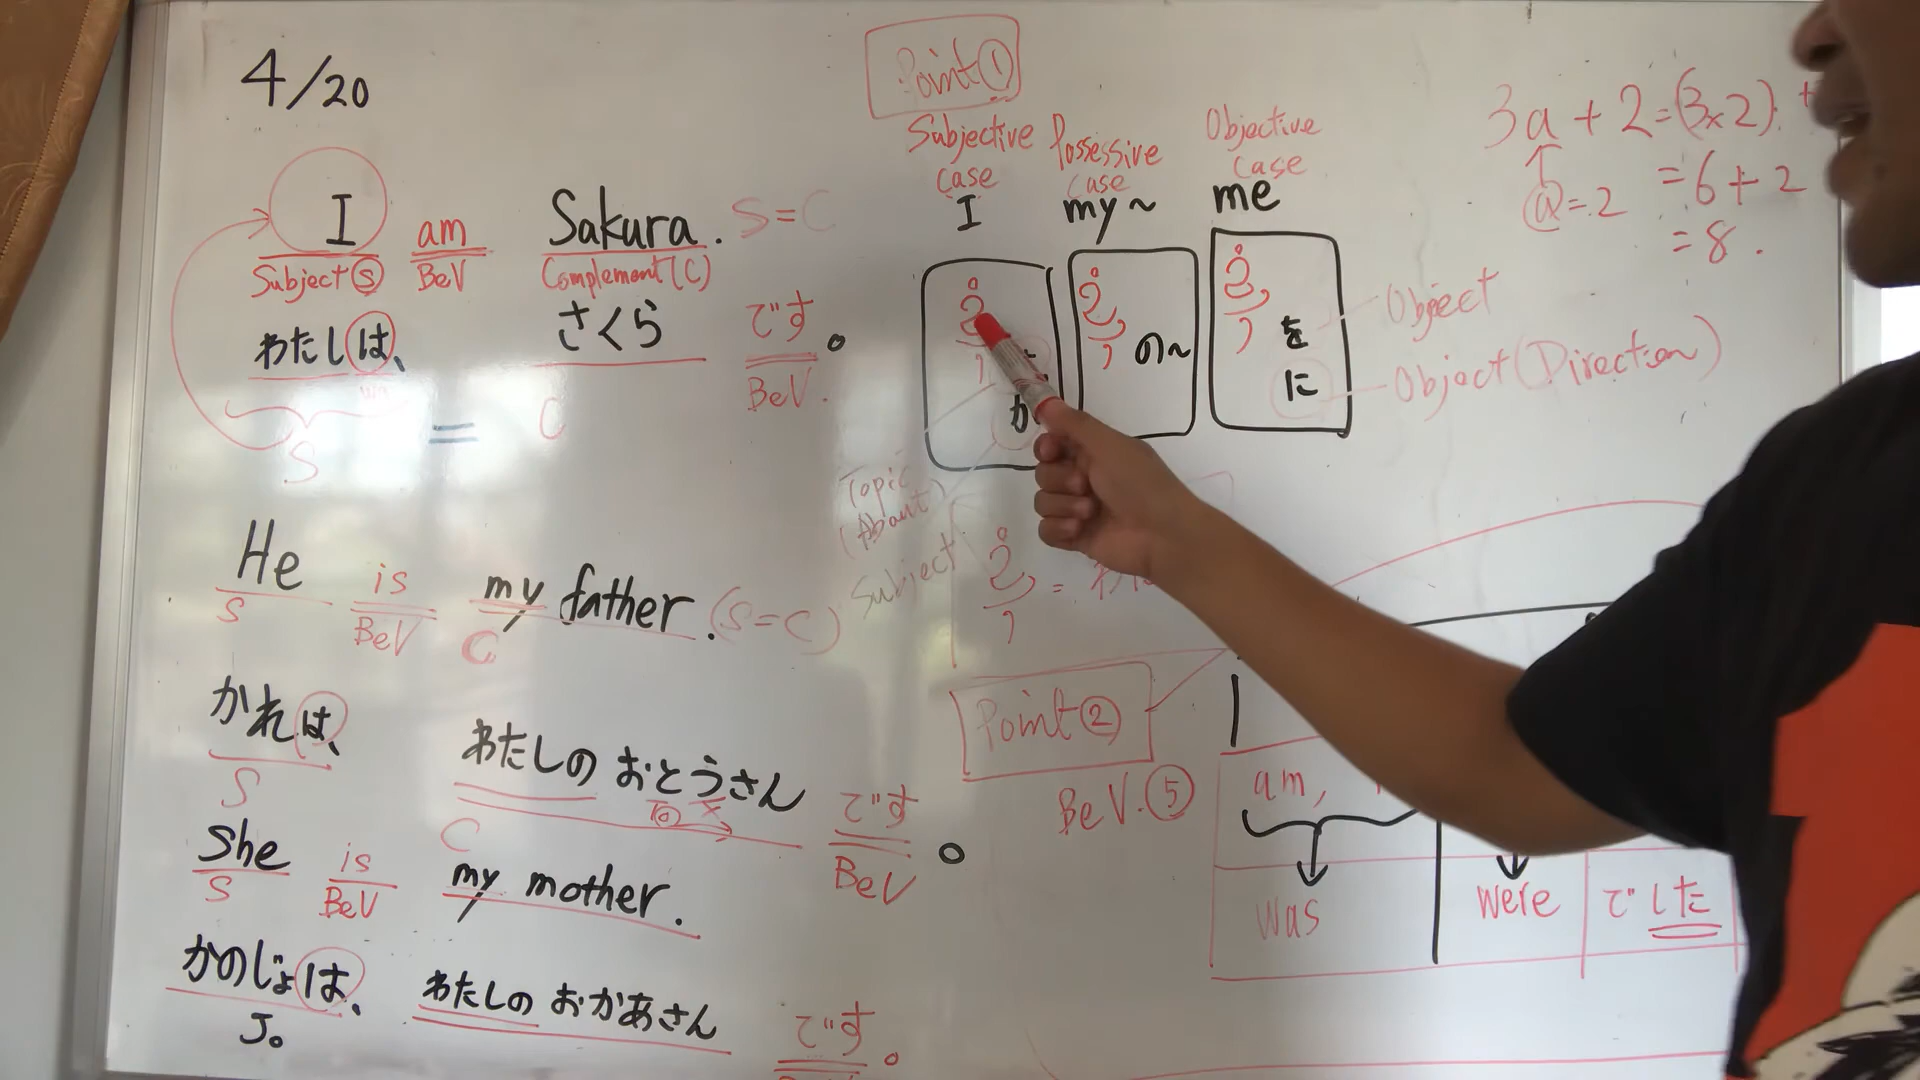 4/20
I am Sakura. S=C
Subject(S) BeV Complement(C)
わたしは、 さくら です。
wa
S = C BeV.
He is my father. (S=C)
S BeV C
かれは、 わたしの おとうさん です。
S C BeV
She is my mother.
S BeV
かのじょは、 わたしの おかあさん です。
J。
Point①
Subjective Case Possessive Case Objective Case
I my~ me
の~ を
に
Object
Object(Direction)
Topic
(About)
Subject
Point②
BeV.⑤
am,
was were でした
3a+2=(3×2)+
a=2 =6+2
=8.